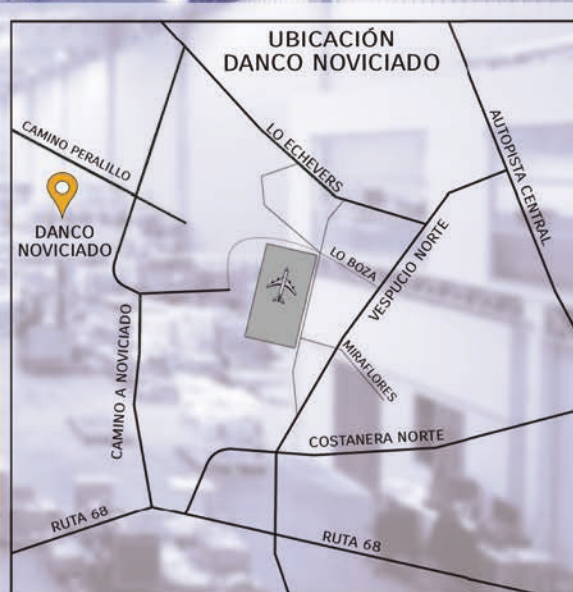 UBICACIÓN
DANCO NOVICIADO
CAMINO PERALILLO
LO ECHEVERS
AUTOPISTA CENTRAL
DANCO
NOVICIADO
LO BOZA
VESPUCIO NORTE
MIRAFLORES
CAMINO A NOVICIADO
COSTANERA NORTE
RUTA 68
RUTA 68